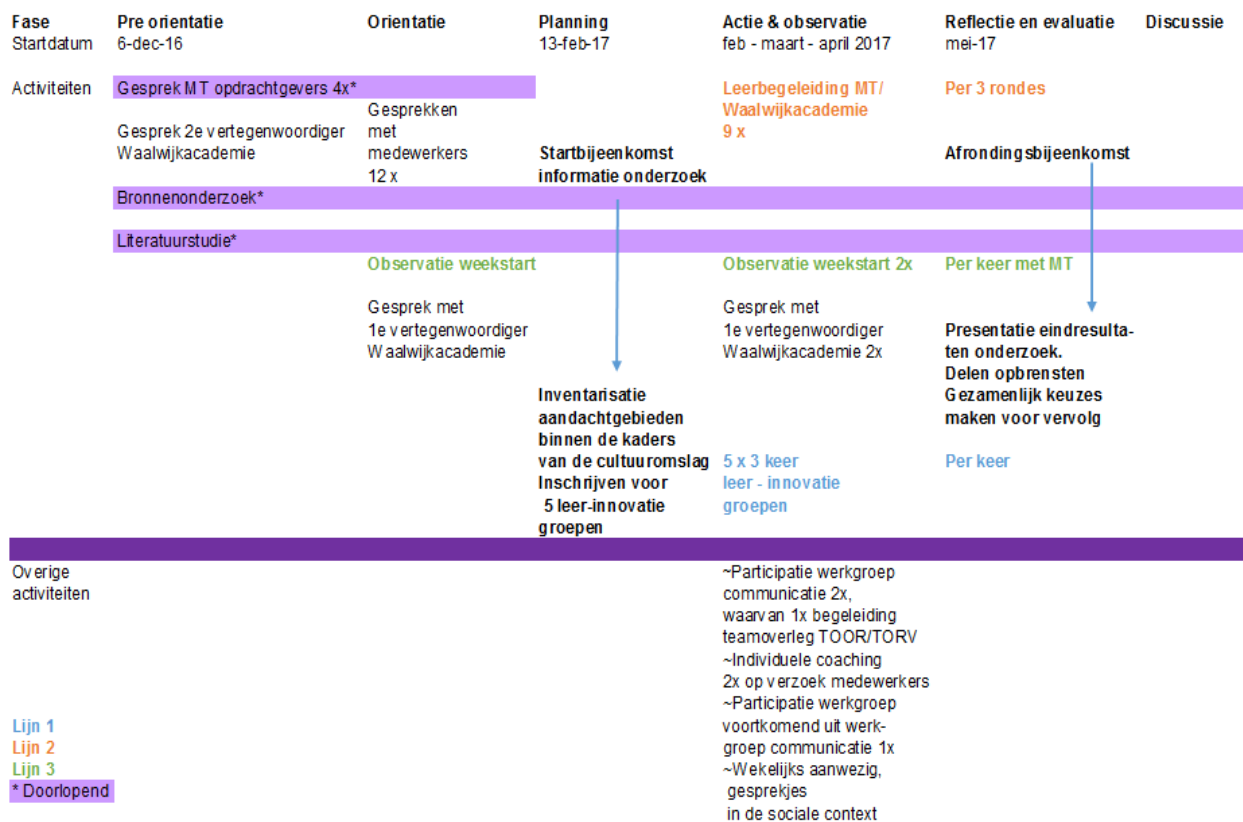 Fase Pre orientatie Orientatie Planning Actie & observatie Reflectie en evaluatie Discussie
Startdatum 6-dec-16 13-feb-17 feb - maart - april 2017 mei-17
Activiteiten Gesprek MT opdrachtgevers 4x* Leerbegeleiding MT/ Per 3 rondes
Gesprekken Waalwijkacademie
Gesprek 2e vertegenwoordiger met 9 x
Waalwijkacademie medewerkers Startbijeenkomst Afrondingsbijeenkomst
12 x informatie onderzoek
Bronnenonderzoek*
Literatuurstudie*
Observatie weekstart Observatie weekstart 2x Per keer met MT
Gesprek met Gesprek met
1e vertegenwoordiger 1e vertegenwoordiger Presentatie eindresulta-
Waalwijkacademie Waalwijkacademie 2x ten onderzoek.
Delen opbrensten
Inventarisatie Gezamenlijk keuzes
aandachtgebieden maken voor vervolg
binnen de kaders
van de cultuuromslag 5 x 3 keer Per keer
Inschrijven voor leer - innovatie
5 leer-innovatie groepen
groepen
Overige ~Participatie werkgroep
activiteiten communicatie 2x,
waarvan 1x begeleiding
teamoverleg TOOR/TORV
~Individuele coaching
2x op verzoek medewerkers
~Participatie werkgroep
Lijn 1 voortkomend uit werk-
Lijn 2 groep communicatie 1x
Lijn 3 ~Wekelijks aanwezig,
* Doorlopend gesprekjes
in de sociale context